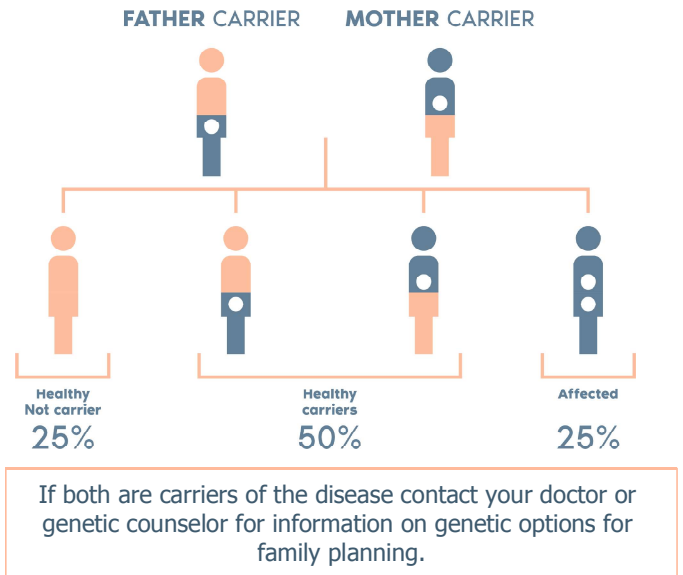 FATHER CARRIER MOTHER CARRIER
Healthy
Not carrier
25%
Healthy
carriers
50%
Affected
25%
If both are carriers of the disease contact your doctor or
genetic counselor for information on genetic options for
family planning.